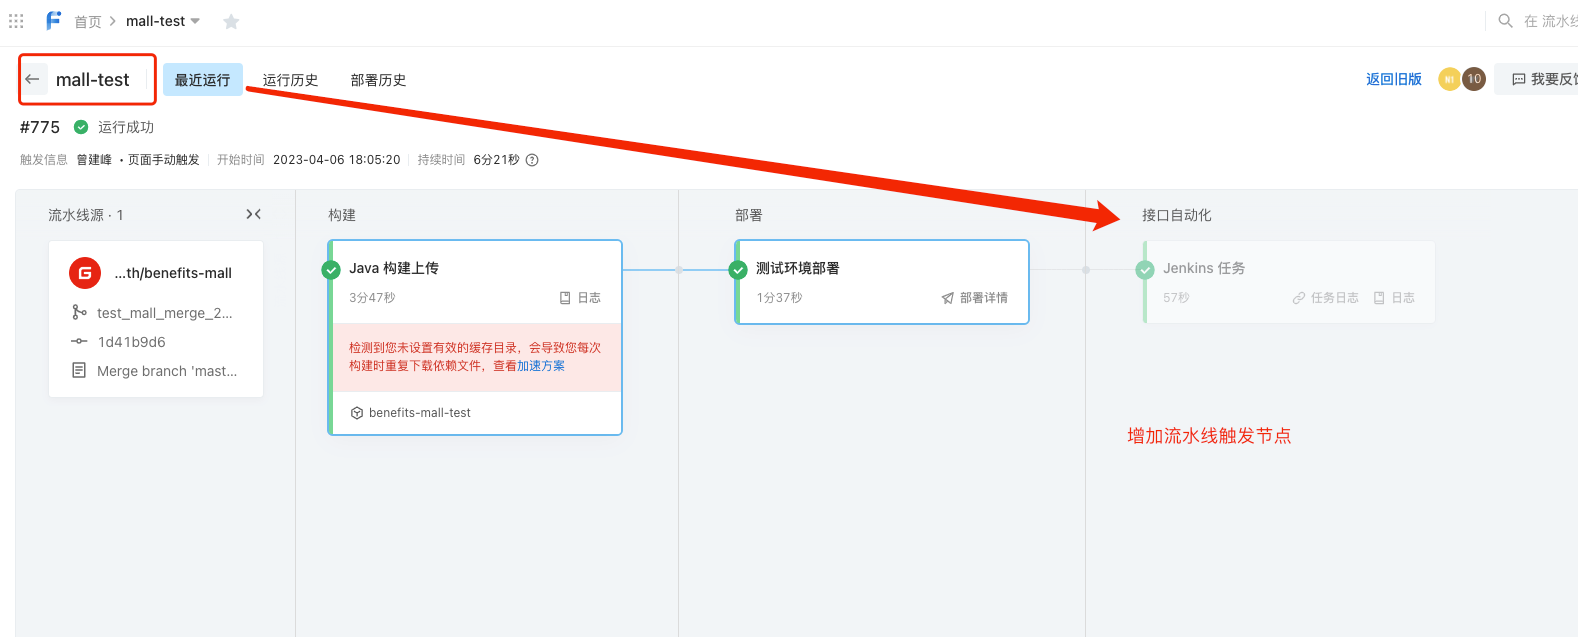 首页 > mall-test
在 流水线
mall-test 最近运行 运行历史 部署历史
返回旧版 NI 10 我要反馈
#775 运行成功
触发信息 曾建峰 · 页面手动触发 开始时间 2023-04-06 18:05:20 持续时间 6分21秒
流水线源 · 1
G ...th/benefits-mall
test_mall_merge_2...
1d41b9d6
Merge branch 'mast...
构建
Java 构建上传
3分47秒 日志
检测到您未设置有效的缓存目录，会导致您每次
构建时重复下载依赖文件，查看加速方案
benefits-mall-test
部署
测试环境部署
1分37秒 部署详情
接口自动化
Jenkins 任务
57秒 任务日志 日志
增加流水线触发节点